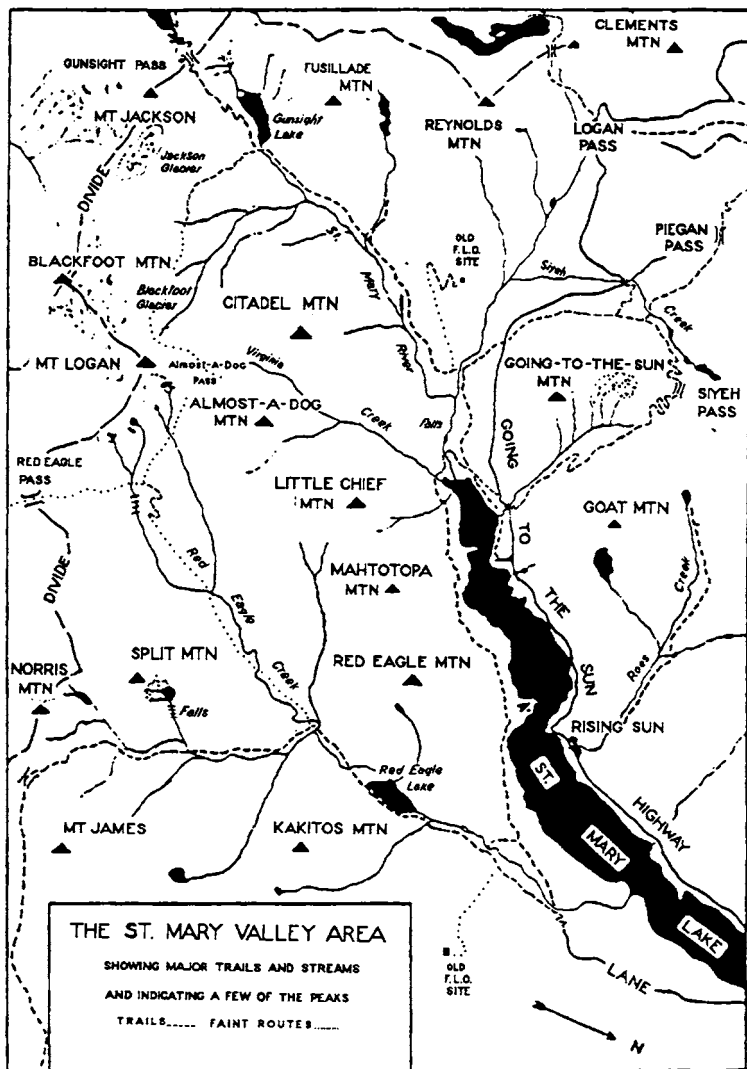 CLEMENTS
MTN
GUNSIGHT PASS
FUSILLADE
MTN
MT JACKSON
Gunsight
Lake
REYNOLDS
MTN
LOGAN
PASS
Jackson
Glacier
DIVIDE
PIEGAN
PASS
OLD
F.L.O.
SITE
St.
Mary
River
Siyeh
Creek
BLACKFOOT MTN
Blackfoot
Glacier
CITADEL MTN
MT LOGAN
ALMOST-A-DOG
PASS
Virginia
Creek
GOING-TO-THE-SUN
MTN
SIYEH
PASS
ALMOST-A-DOG
MTN
Falls
RED EAGLE
PASS
LITTLE CHIEF
MTN
GOAT MTN
GOING
TO
THE
SUN
HIGHWAY
Red
Eagle
Creek
MAHTOTOPA
MTN
Roes
Creek
DIVIDE
NORRIS
MTN
SPLIT MTN
Falls
RED EAGLE MTN
RISING SUN
Red Eagle
Lake
ST.
MARY
LAKE
MT JAMES
KAKITOS MTN
THE ST. MARY VALLEY AREA
SHOWING MAJOR TRAILS AND STREAMS
AND INDICATING A FEW OF THE PEAKS
TRAILS_ _ _ _ FAINT ROUTES........
OLD
F.L.O.
SITE
LANE
N